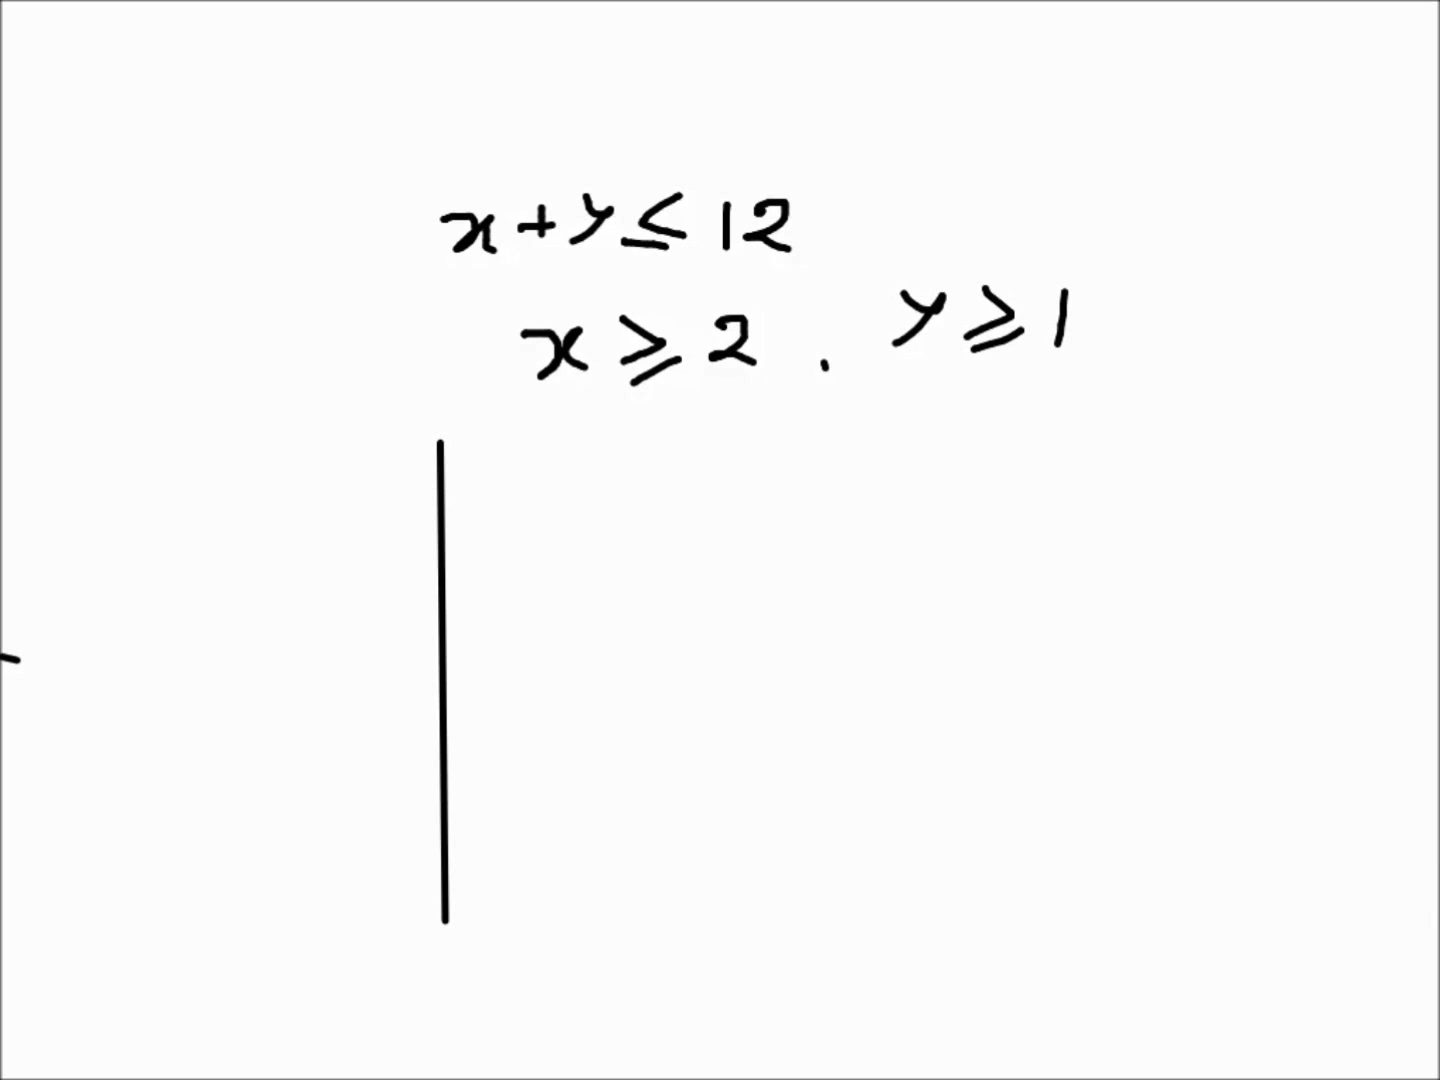 x + y ≤ 12
x ≥ 2 . y ≥ 1